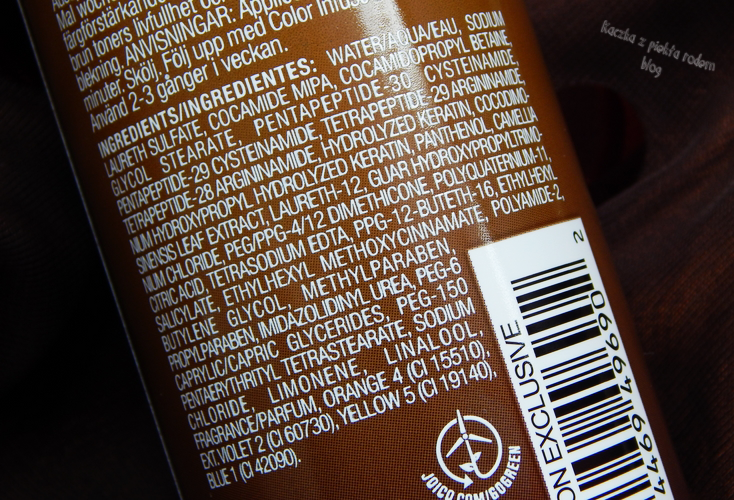 Mal
färgförstärkande
brun toners livfullhet och
blekning. ANVISNINGAR: Applic
minuter. Skölj. Följ upp med Color Infuse
Använd 2-3 gånger i veckan.
INGREDIENTS/INGREDIENTES: WATER/AQUA/EAU, SODIUM
LAURETH SULFATE, COCAMIDE MIPA, COCAMIDOPROPYL BETAINE,
GLYCOL STEARATE, PENTAPEPTIDE-30 CYSTEINAMIDE,
PENTAPEPTIDE-29 CYSTEINAMIDE, TETRAPEPTIDE-29 ARGININAMIDE,
TETRAPEPTIDE-28 ARGININAMIDE, HYDROLYZED KERATIN, COCODIMO-
NIUM HYDROXYPROPYL HYDROLYZED KERATIN, PANTHENOL, CAMELLIA
SINENSIS LEAF EXTRACT, LAURETH-12, GUAR HYDROXYPROPYLTRIMO-
NIUM CHLORIDE, PEG/PPG-4/12 DIMETHICONE, POLYQUATERNIUM-11,
CITRIC ACID, TETRASODIUM EDTA, PPG-12-BUTETH-16, ETHYLHEXYL
SALICYLATE, ETHYLHEXYL METHOXYCINNAMATE, POLYAMIDE-2,
BUTYLENE GLYCOL, METHYLPARABEN,
PROPYLPARABEN, IMIDAZOLIDINYL UREA, PEG-6
CAPRYLIC/CAPRIC GLYCERIDES, PEG-150
PENTAERYTHRITYL TETRASTEARATE, SODIUM
CHLORIDE, LIMONENE, LINALOOL,
FRAGRANCE/PARFUM, ORANGE 4 (CI 15510),
EXT. VIOLET 2 (CI 60730), YELLOW 5 (CI 19140),
BLUE 1 (CI 42090).
JOICO.COM/GOGREEN
ON EXCLUSIVE
4469 49690 2
Kaczka z piekła rodem
blog